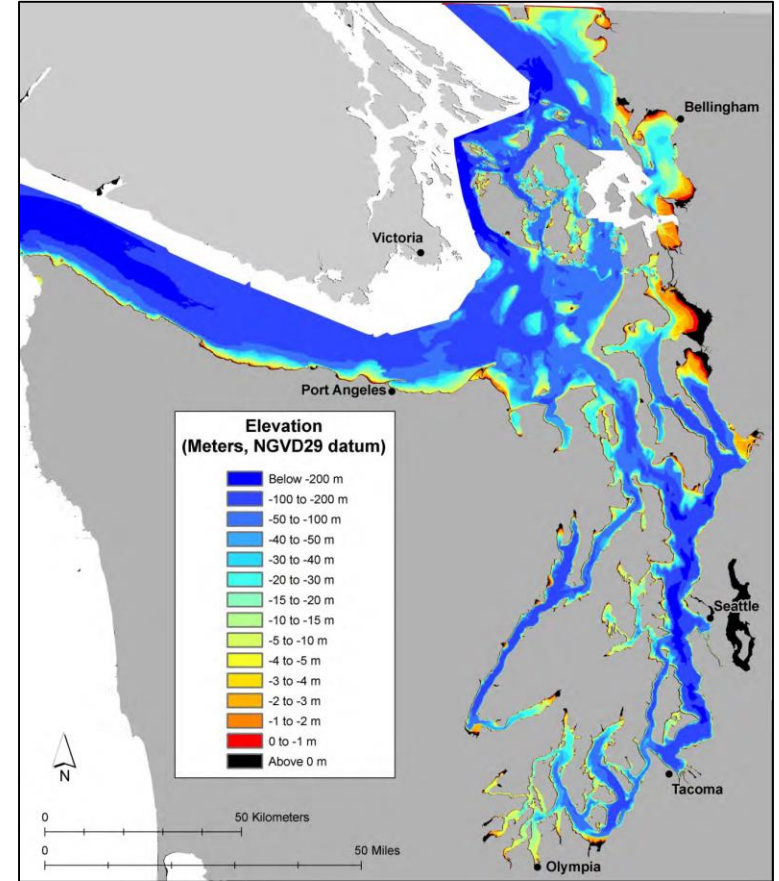 Bellingham
Victoria
Port Angeles
Elevation
(Meters, NGVD29 datum)
Below -200 m
-100 to -200 m
-50 to -100 m
-40 to -50 m
-30 to -40 m
-20 to -30 m
-15 to -20 m
-10 to -15 m
-5 to -10 m
-4 to -5 m
-3 to -4 m
-2 to -3 m
-1 to -2 m
0 to -1 m
Above 0 m
Seattle
N
Tacoma
0 50 Kilometers
0 50 Miles
Olympia